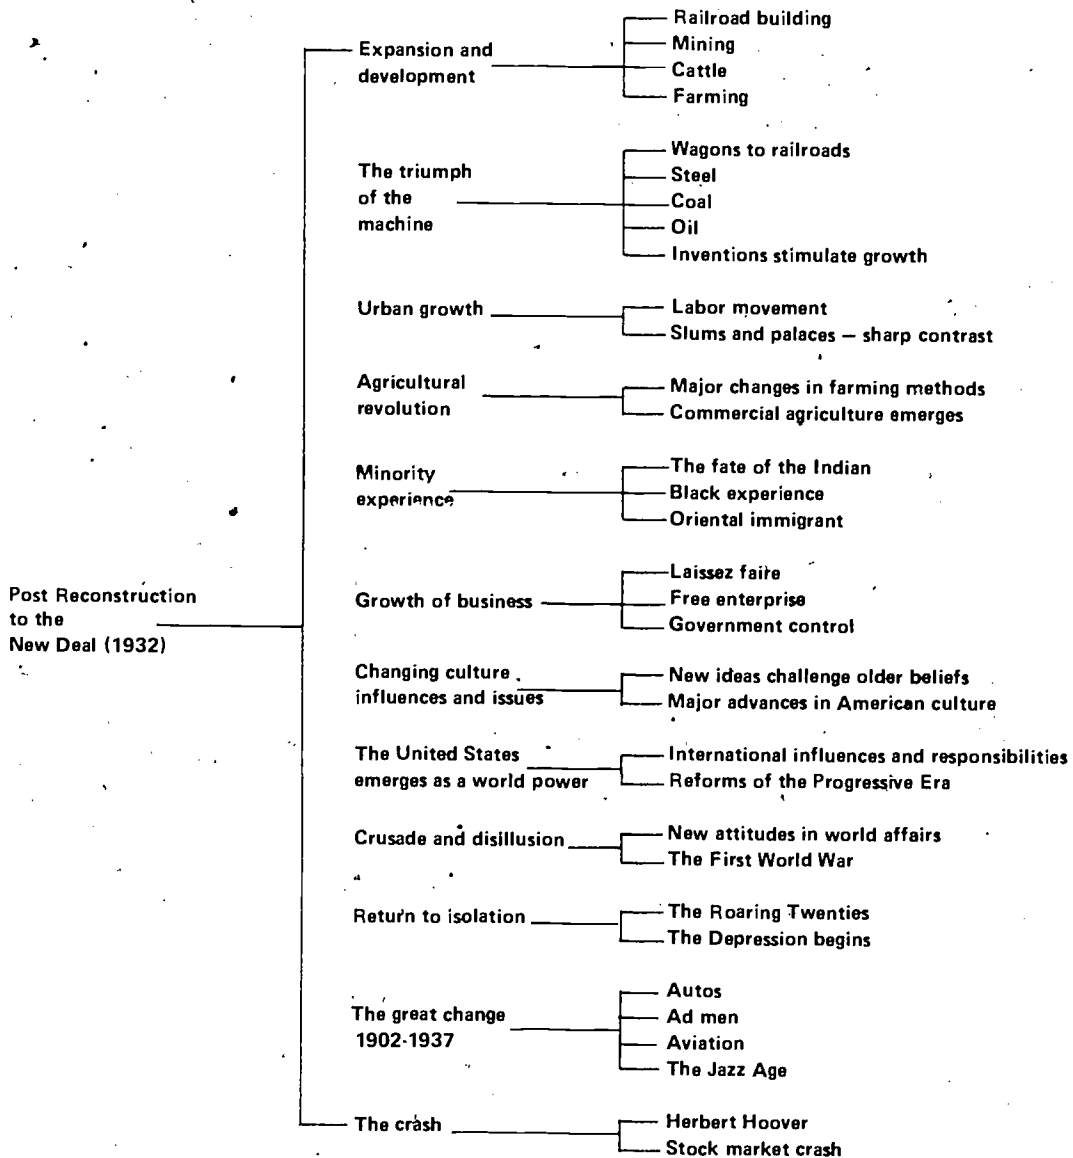 Railroad building
Expansion and
development
Mining
Cattle
Farming
The triumph
of the
machine
Wagons to railroads
Steel
Coal
Oil
Inventions stimulate growth
Urban growth
Labor movement
Slums and palaces — sharp contrast
Agricultural
revolution
Major changes in farming methods
Commercial agriculture emerges
Minority
experience
The fate of the Indian
Black experience
Oriental immigrant
Post Reconstruction
to the
New Deal (1932)
Growth of business
Laissez faire
Free enterprise
Government control
Changing culture
influences and issues
New ideas challenge older beliefs
Major advances in American culture
The United States
emerges as a world power
International influences and responsibilities
Reforms of the Progressive Era
Crusade and disillusion
New attitudes in world affairs
The First World War
Return to isolation
The Roaring Twenties
The Depression begins
The great change
1902-1937
Autos
Ad men
Aviation
The Jazz Age
The crash
Herbert Hoover
Stock market crash